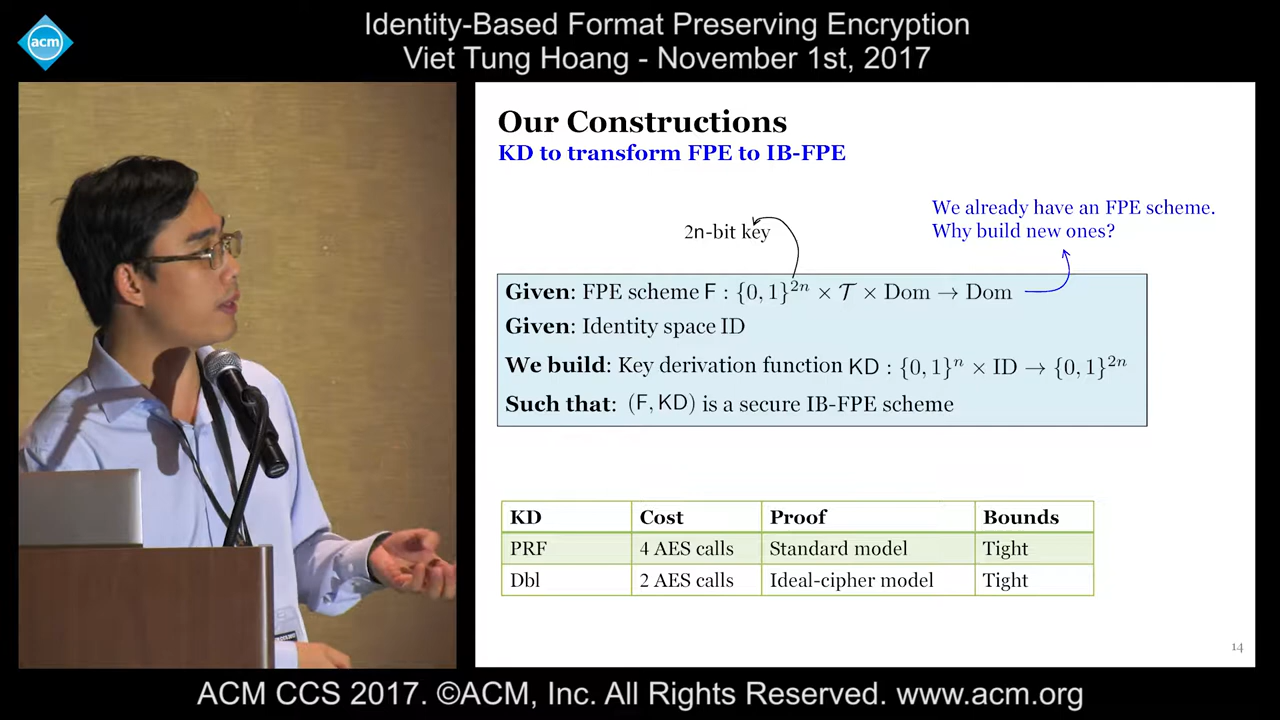 Identity-Based Format Preserving Encryption
Viet Tung Hoang - November 1st, 2017
acm
Our Constructions
KD to transform FPE to IB-FPE
We already have an FPE scheme.
Why build new ones?
2n-bit key
Given: FPE scheme F : {0, 1}²ⁿ × 𝒯 × Dom → Dom
Given: Identity space ID
We build: Key derivation function KD : {0, 1}ⁿ × ID → {0, 1}²ⁿ
Such that: (F, KD) is a secure IB-FPE scheme
KD Cost Proof Bounds
PRF 4 AES calls Standard model Tight
Dbl 2 AES calls Ideal-cipher model Tight
14
ACM CCS 2017. ©ACM, Inc. All Rights Reserved. www.acm.org